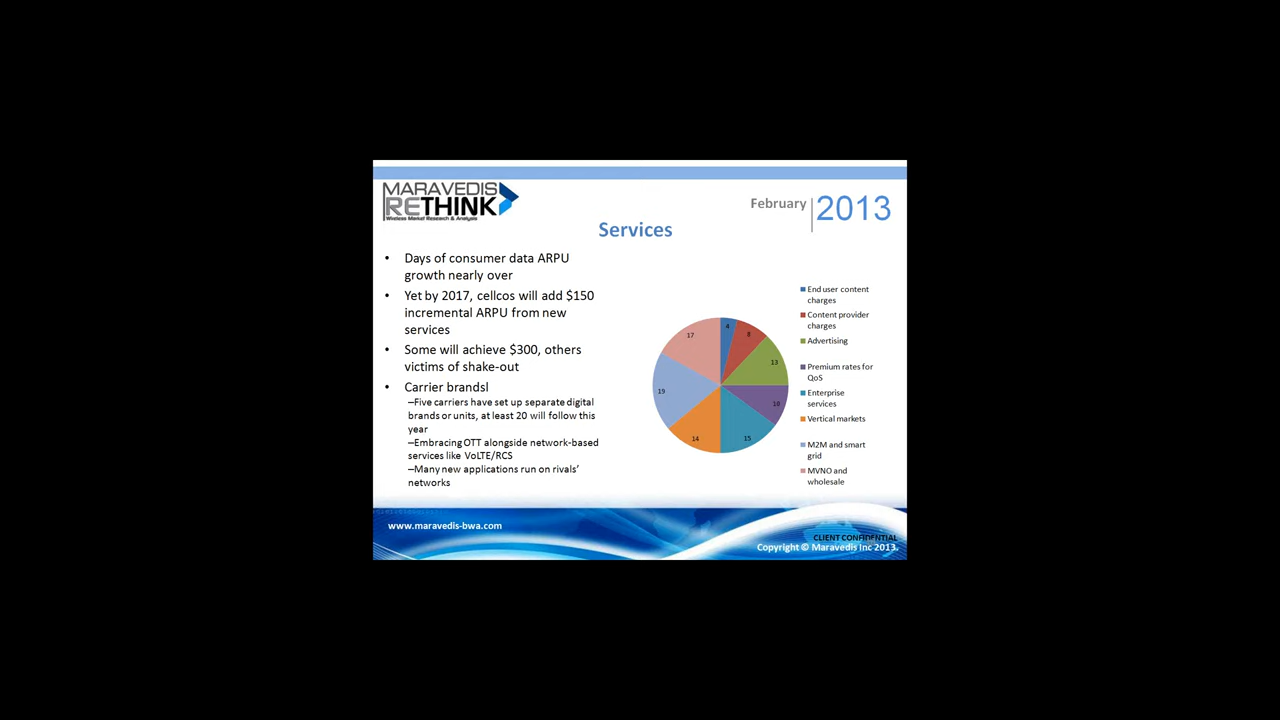 MARAVEDIS
RETHINK
Wireless Market Research & Analysis
February
2013
Services
• Days of consumer data ARPU
growth nearly over
• Yet by 2017, cellcos will add $150
incremental ARPU from new
services
• Some will achieve $300, others
victims of shake-out
• Carrier brandsl
–Five carriers have set up separate digital
brands or units, at least 20 will follow this
year
–Embracing OTT alongside network-based
services like VoLTE/RCS
–Many new applications run on rivals’
networks
4
8
13
10
15
14
19
17
End user content
charges
Content provider
charges
Advertising
Premium rates for
QoS
Enterprise
services
Vertical markets
M2M and smart
grid
MVNO and
wholesale
www.maravedis-bwa.com
CLIENT CONFIDENTIAL
Copyright © Maravedis Inc 2013.